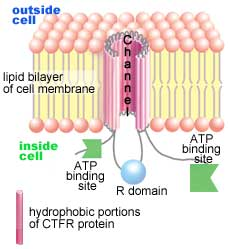 outside
cell
Channel
lipid bilayer
of cell membrane
inside
cell
ATP
binding
site
R domain
ATP
binding
site
hydrophobic portions
of CTFR protein